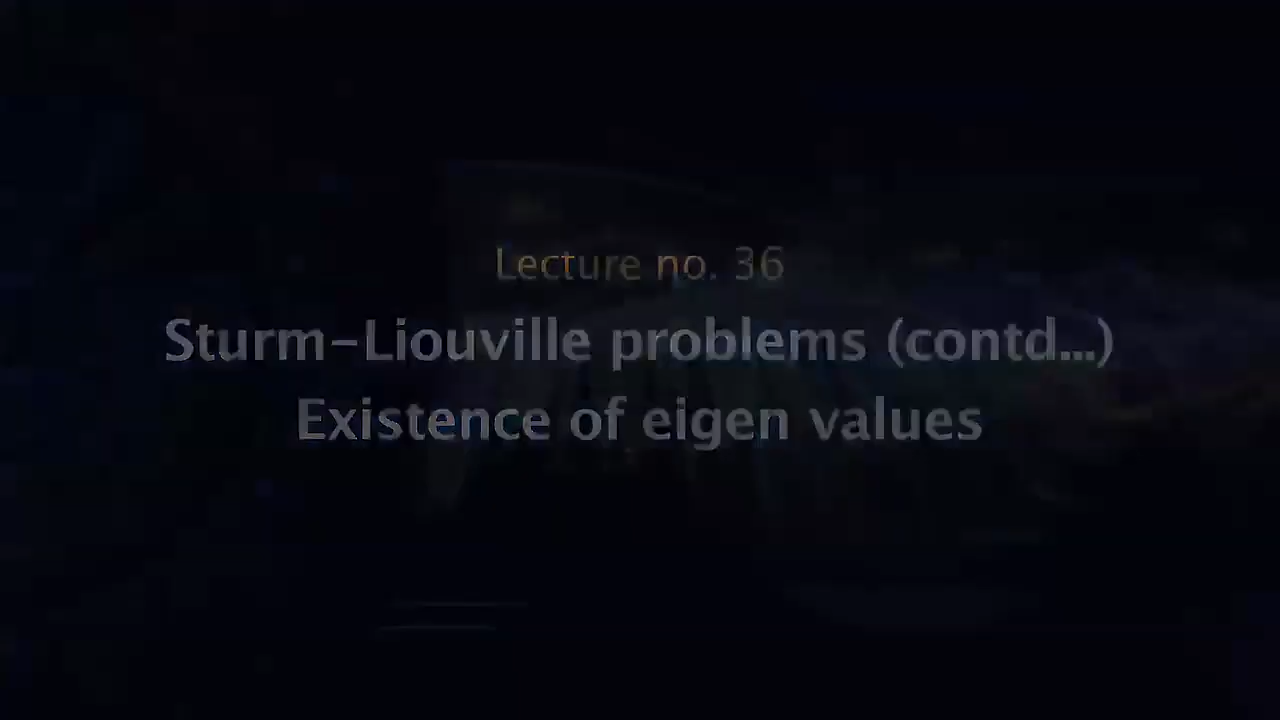 Lecture no. 36
Sturm-Liouville problems (contd...)
Existence of eigen values